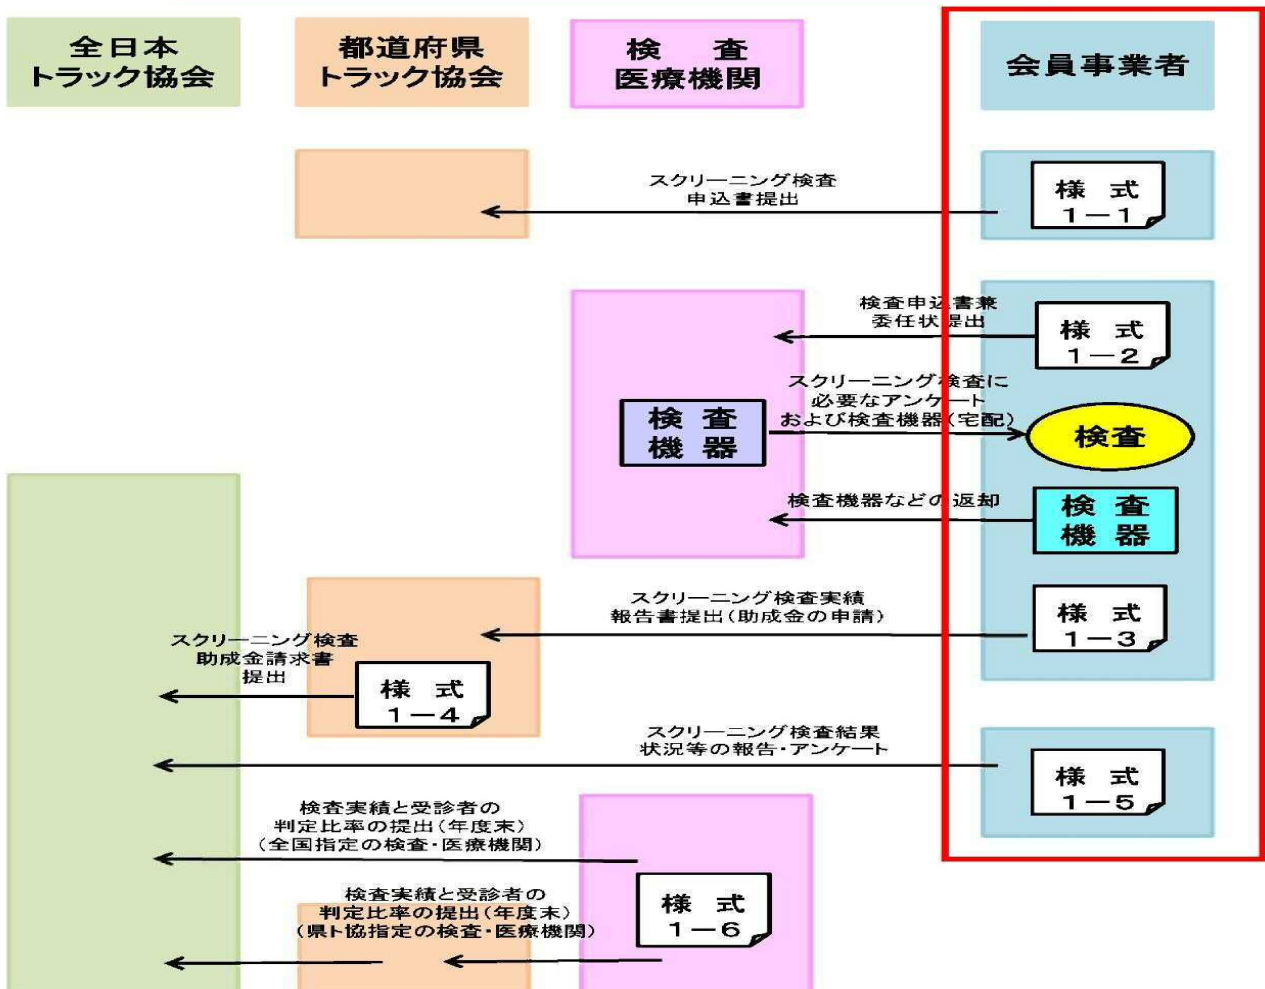 全日本
トラック協会
都道府県
トラック協会
検　査
医療機関
会員事業者
スクリーニング検査
申込書提出
様　式
1－1
検査申込書兼
委任状提出
様　式
1－2
スクリーニング検査に
必要なアンケート
および検査機器(宅配)
検　査
機　器
検査
検査機器などの返却
検　査
機　器
スクリーニング検査実績
報告書提出(助成金の申請)
様　式
1－3
スクリーニング検査
助成金請求書
提出
様　式
1－4
スクリーニング検査結果
状況等の報告・アンケート
様　式
1－5
検査実績と受診者の
判定比率の提出(年度末)
(全国指定の検査・医療機関)
検査実績と受診者の
判定比率の提出(年度末)
(県ト協指定の検査・医療機関)
様　式
1－6